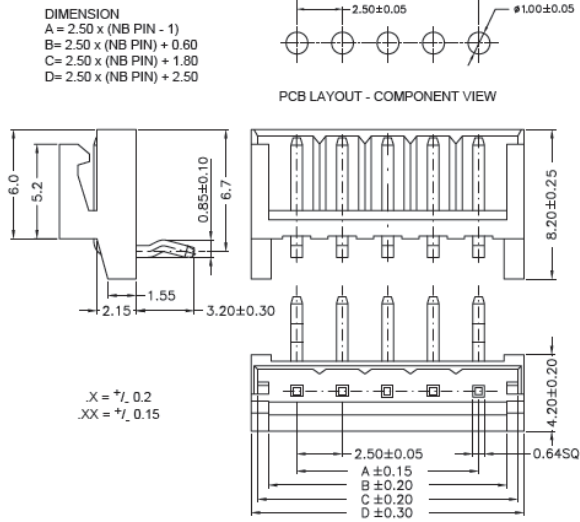 DIMENSION
A = 2.50 x (NB PIN - 1)
B= 2.50 x (NB PIN) + 0.60
C= 2.50 x (NB PIN) + 1.80
D= 2.50 x (NB PIN) + 2.50
2.50±0.05
ø1.00±0.05
PCB LAYOUT - COMPONENT VIEW
6.0
5.2
0.85±0.10
6.7
8.20±0.25
1.55
2.15
3.20±0.30
.X = +/_ 0.2
.XX = +/_ 0.15
4.20±0.20
2.50±0.05
0.64SQ
A ±0.15
B ±0.20
C ±0.20
D ±0.30